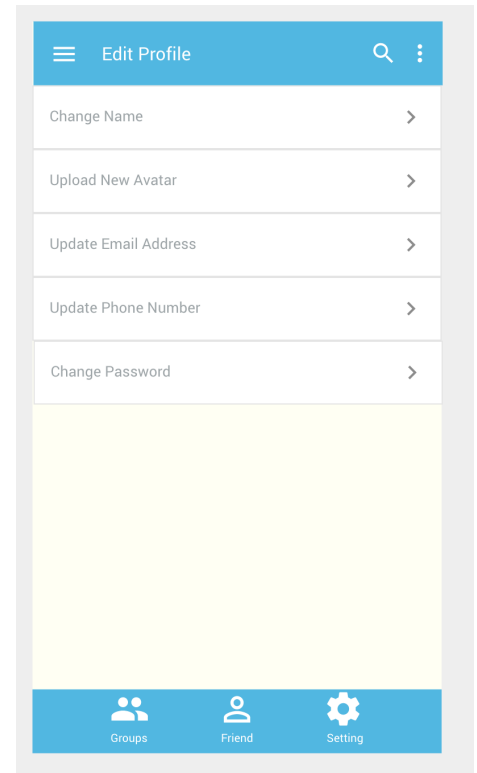 Edit Profile
Change Name
Upload New Avatar
Update Email Address
Update Phone Number
Change Password
Groups
Friend
Setting